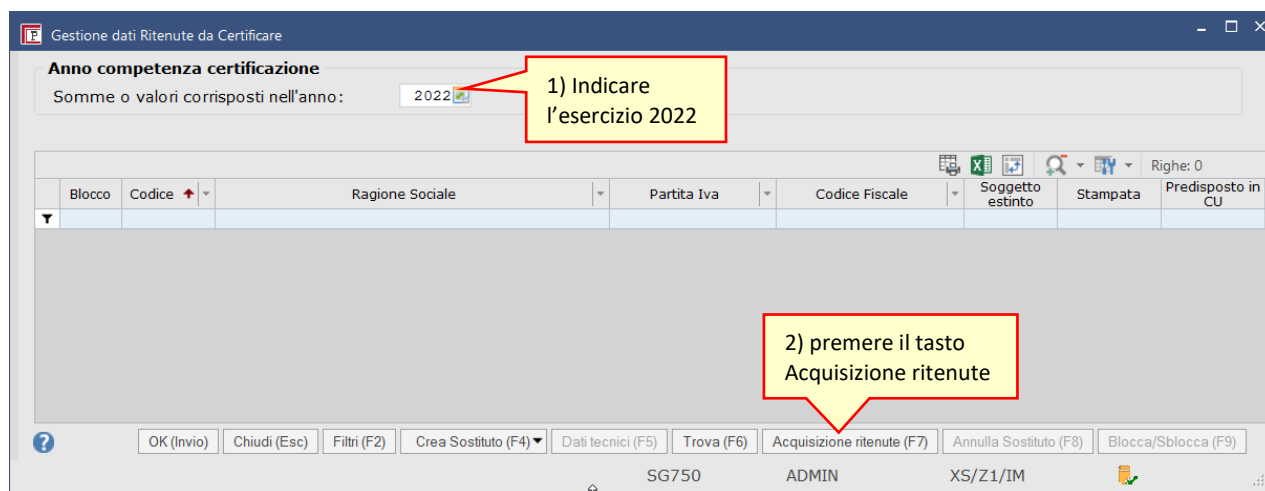 Gestione dati Ritenute da Certificare
Anno competenza certificazione
Somme o valori corrisposti nell'anno: 2022
1) Indicare
l'esercizio 2022
Righe: 0
Blocco Codice Ragione Sociale Partita Iva Codice Fiscale Soggetto estinto Stampata Predisposto in CU
2) premere il tasto
Acquisizione ritenute
OK (Invio) Chiudi (Esc) Filtri (F2) Crea Sostituto (F4) Dati tecnici (F5) Trova (F6) Acquisizione ritenute (F7) Annulla Sostituto (F8) Blocca/Sblocca (F9)
SG750 ADMIN XS/Z1/IM